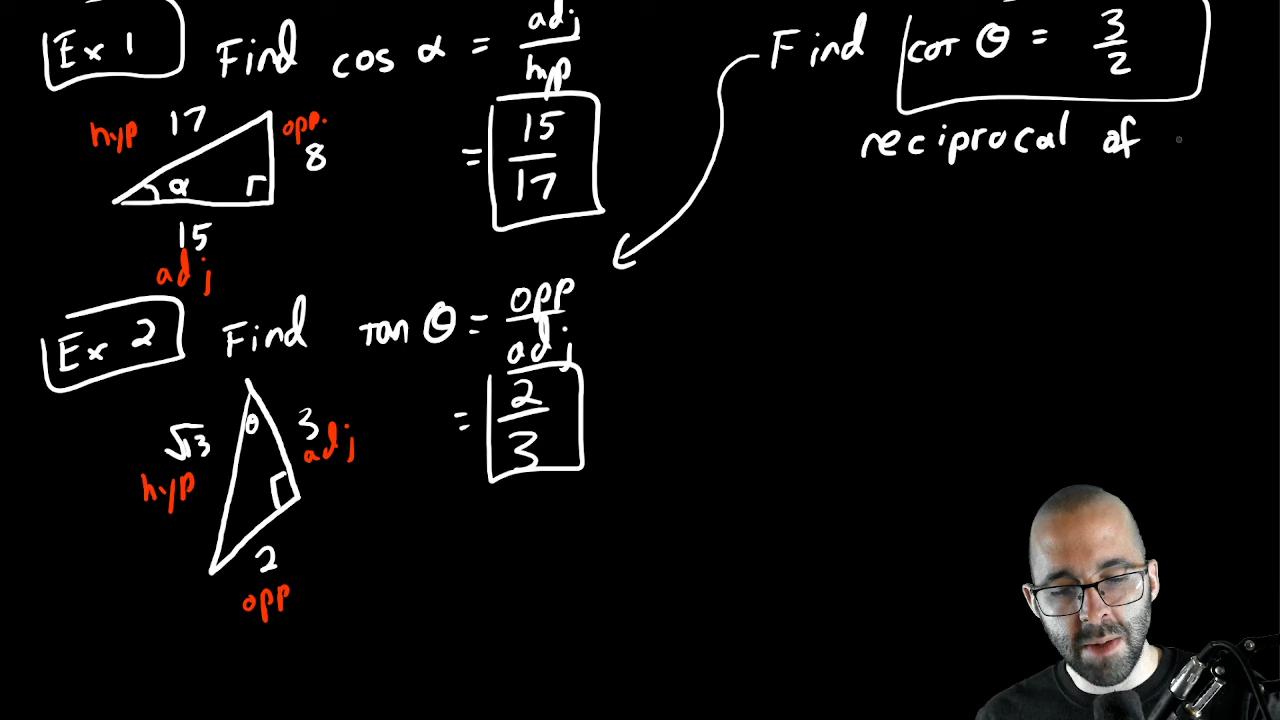 Ex 1
Find cos α = adj/hyp
= 15/17
hyp
17
opp.
8
α
15
adj
Find cot θ = 3/2
reciprocal of
Ex 2
Find tan θ = opp/adj
= 2/3
θ
√13
hyp
3
adj
2
opp